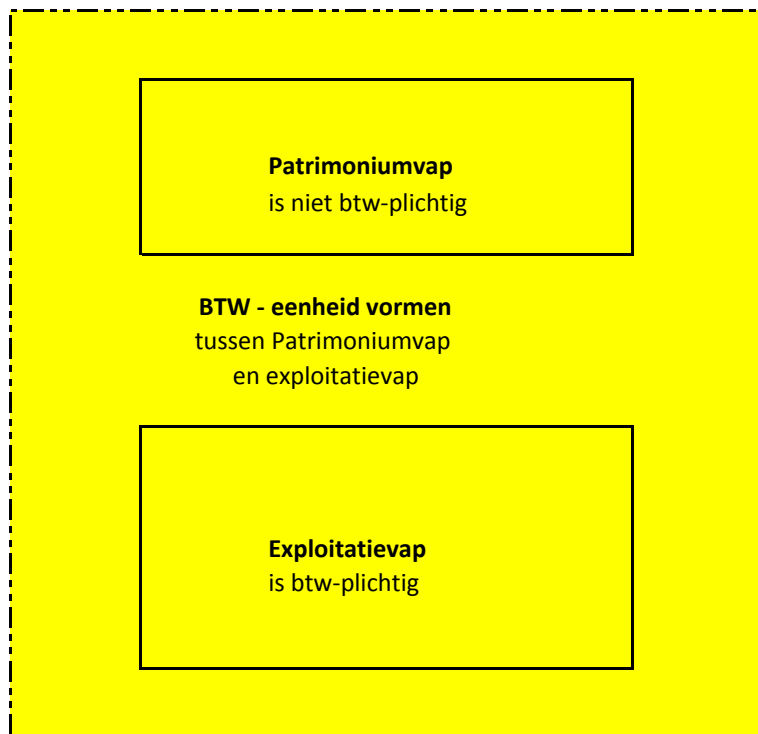 Patrimoniumvap
is niet btw-plichtig
BTW - eenheid vormen
tussen Patrimoniumvap
en exploitatievap
Exploitatievap
is btw-plichtig